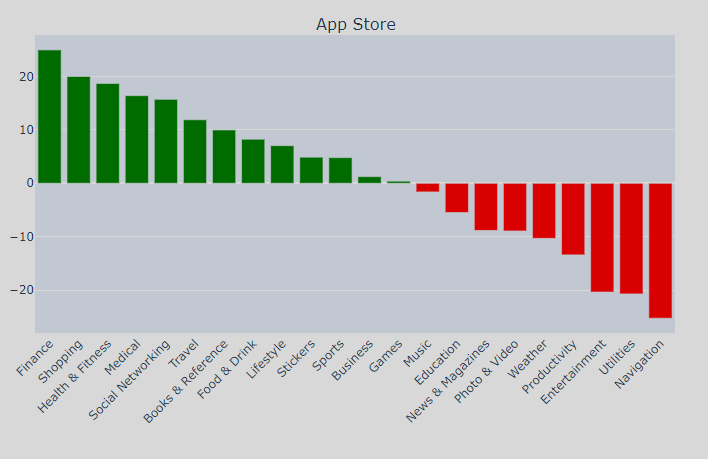 App Store
20
10
0
−10
−20
Finance
Shopping
Health & Fitness
Medical
Social Networking
Travel
Books & Reference
Food & Drink
Lifestyle
Stickers
Sports
Business
Games
Music
Education
News & Magazines
Photo & Video
Weather
Productivity
Entertainment
Utilities
Navigation